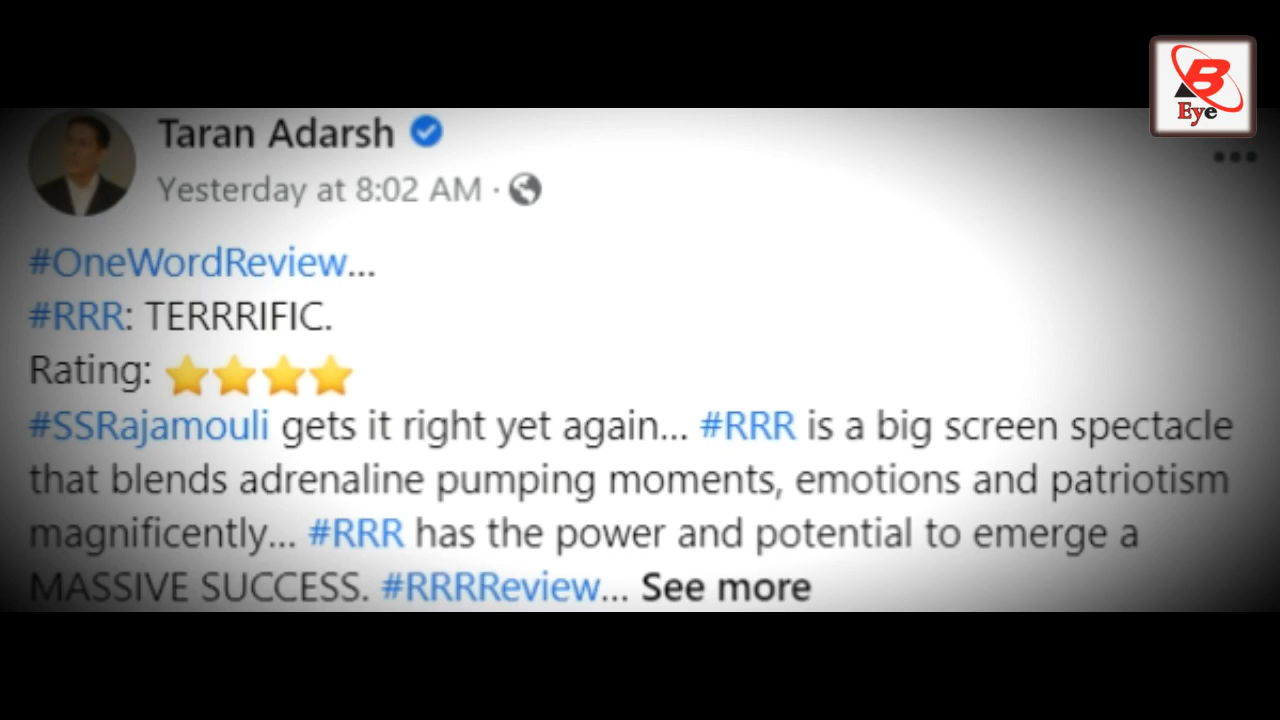 B
Eye
Taran Adarsh
Yesterday at 8:02 AM ·
#OneWordReview...
#RRR: TERRRIFIC.
Rating: ⭐⭐⭐⭐
#SSRajamouli gets it right yet again... #RRR is a big screen spectacle
that blends adrenaline pumping moments, emotions and patriotism
magnificently... #RRR has the power and potential to emerge a
MASSIVE SUCCESS. #RRRReview... See more